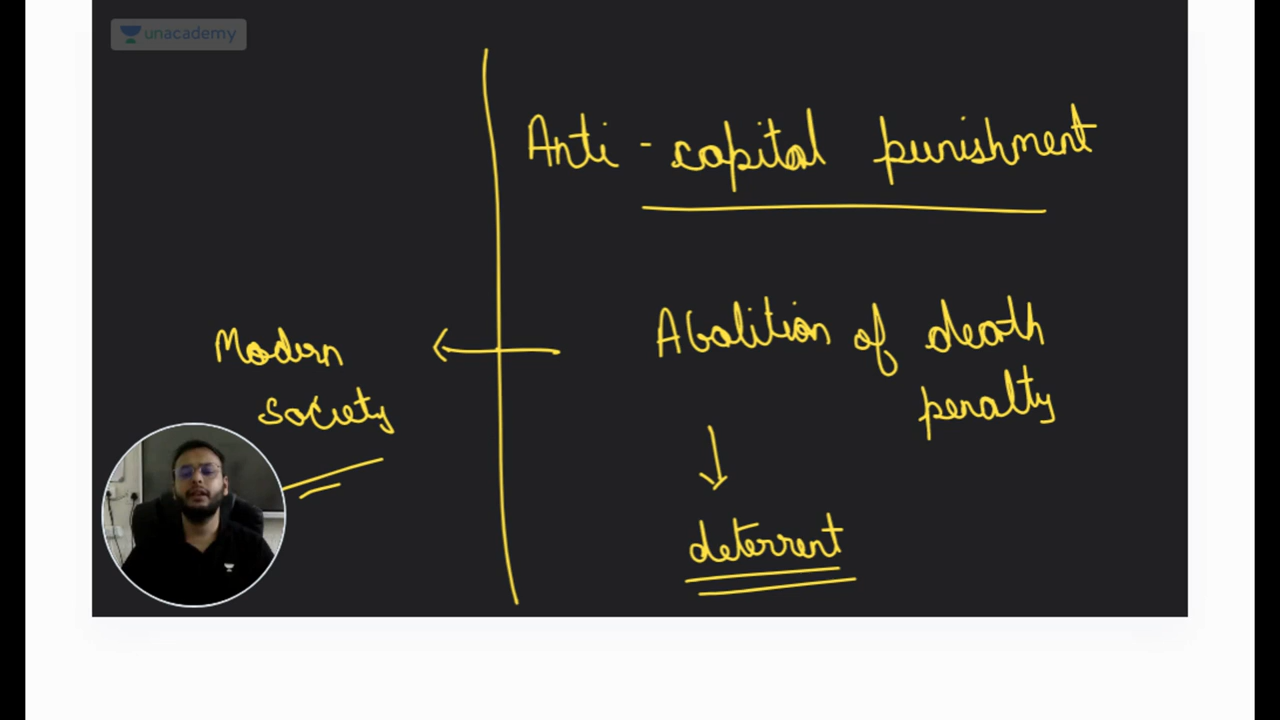 unacademy
Anti - capital punishment
Abolition of death
penalty
Modern
society
deterrent